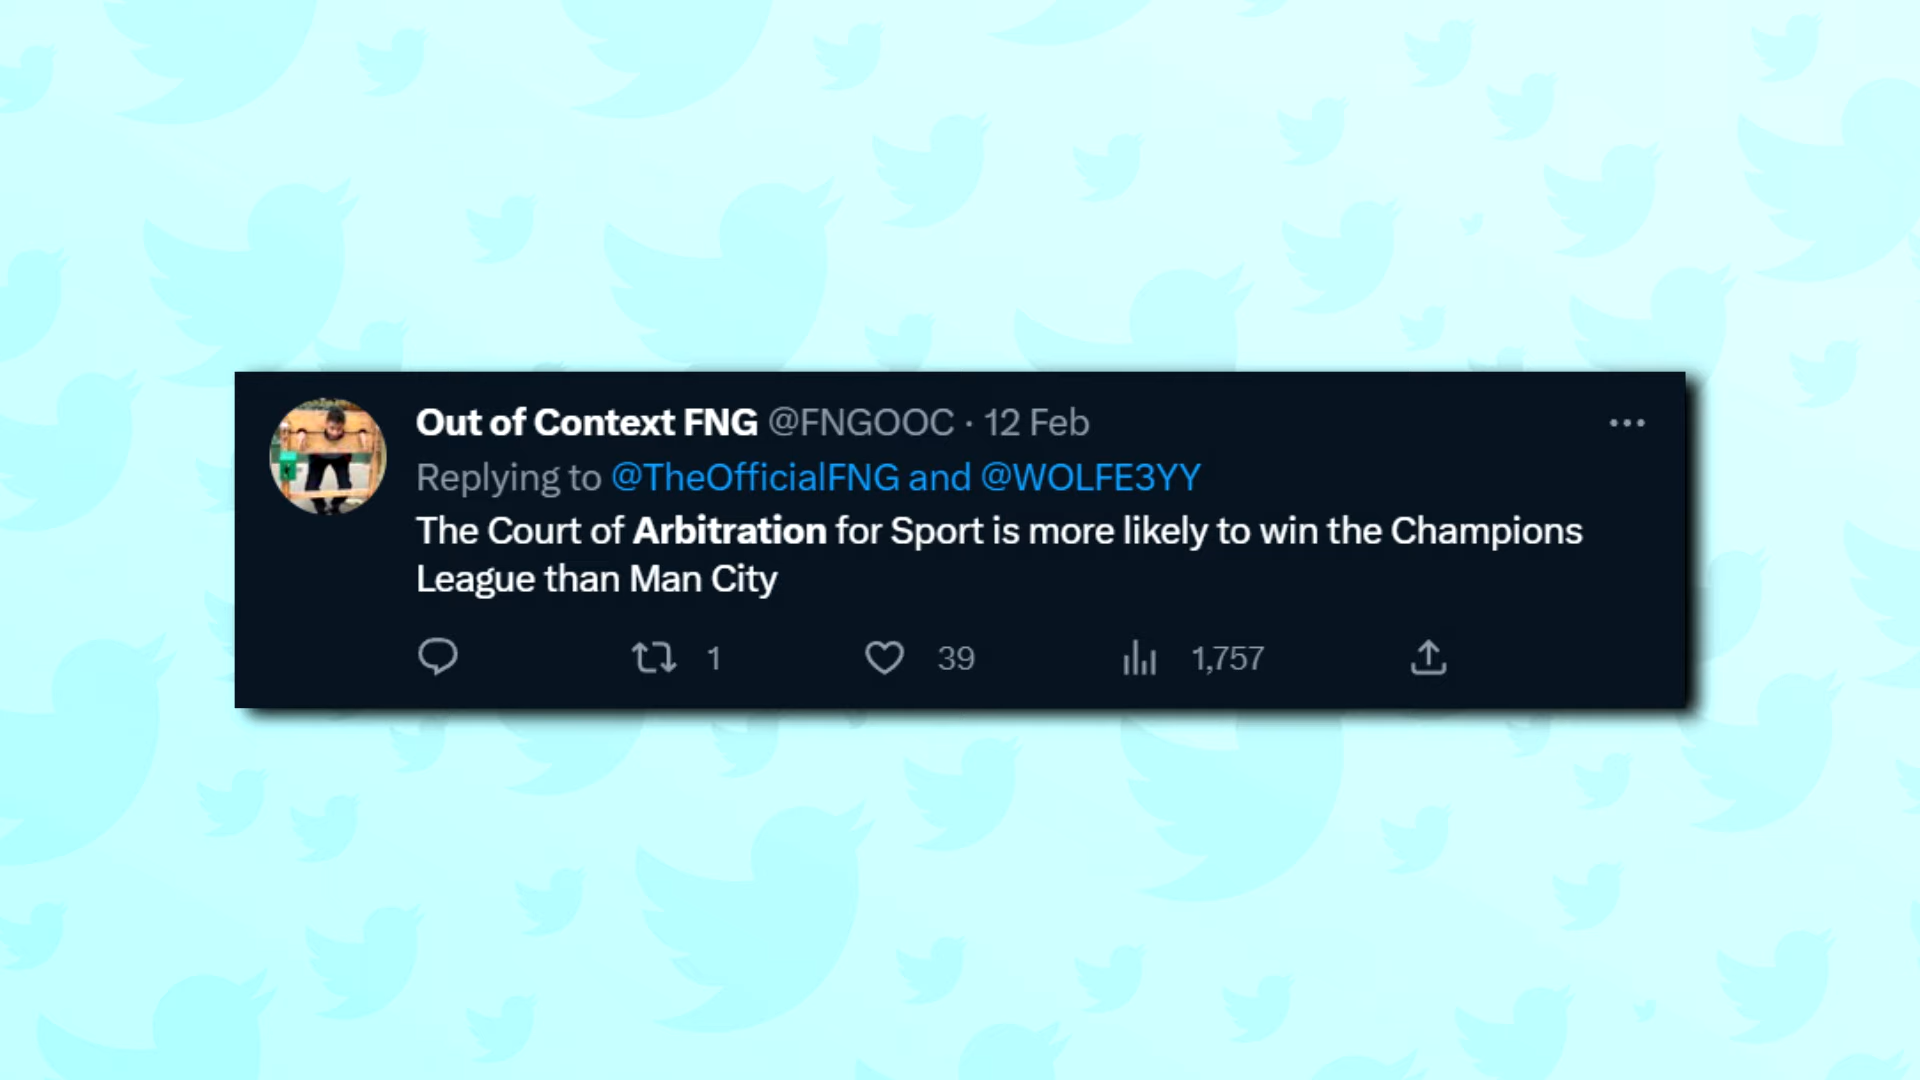 Out of Context FNG @FNGOOC · 12 Feb
Replying to @TheOfficialFNG and @WOLFE3YY
The Court of Arbitration for Sport is more likely to win the Champions
League than Man City
1 39 1,757